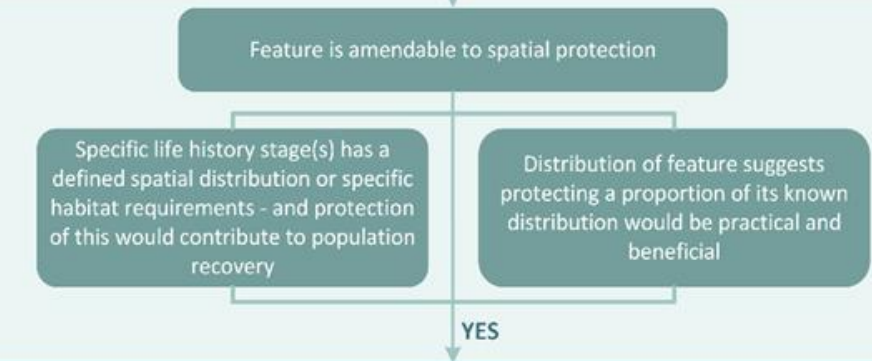 Feature is amendable to spatial protection
Specific life history stage(s) has a
defined spatial distribution or specific
habitat requirements - and protection
of this would contribute to population
recovery
Distribution of feature suggests
protecting a proportion of its known
distribution would be practical and
beneficial
YES